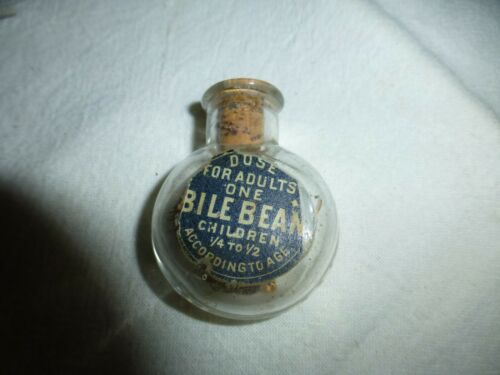 DOSE
FOR ADULTS
ONE
BILE BEAN
CHILDREN
1/4 TO 1/2
ACCORDING TO AGE